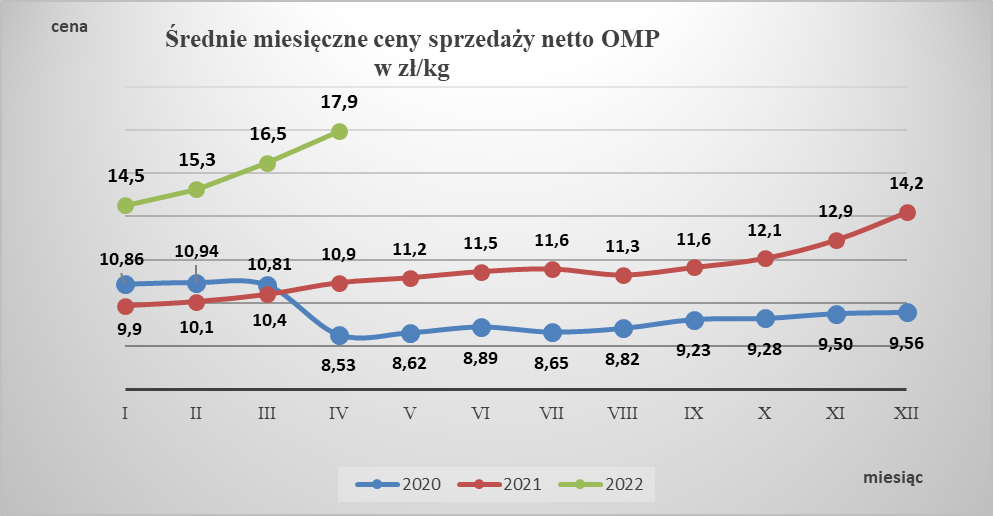 cena
Średnie miesięczne ceny sprzedaży netto OMP
w zł/kg
17,9
16,5
15,3
14,5
14,2
12,9
12,1
10,86 10,94 10,81 10,9 11,2 11,5 11,6 11,3 11,6
9,9 10,1 10,4
8,53 8,62 8,89 8,65 8,82 9,23 9,28 9,50 9,56
I II III IV V VI VII VIII IX X XI XII
miesiąc
2020 2021 2022